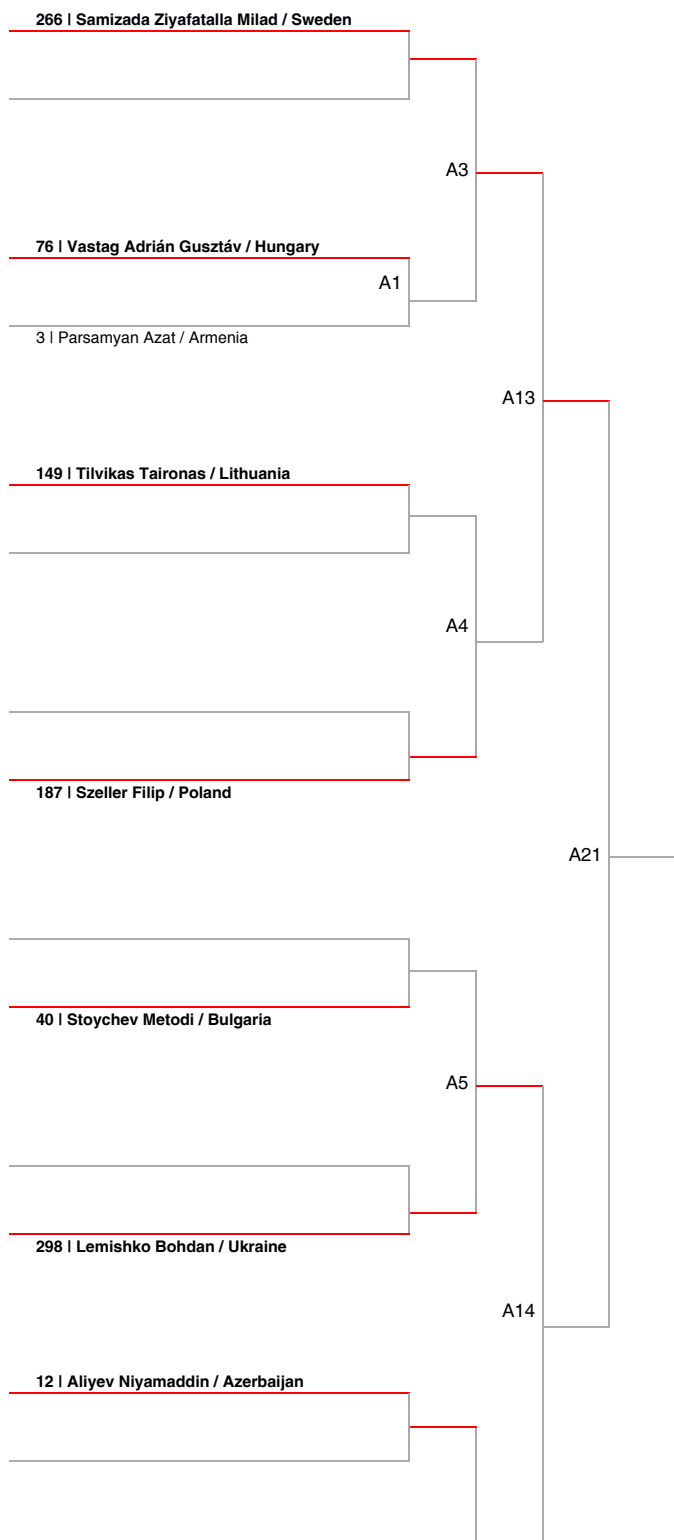 266 | Samizada Ziyafatalla Milad / Sweden
A3
76 | Vastag Adrián Gusztáv / Hungary
A1
3 | Parsamyan Azat / Armenia
A13
149 | Tilvikas Taironas / Lithuania
A4
187 | Szeller Filip / Poland
A21
40 | Stoychev Metodi / Bulgaria
A5
298 | Lemishko Bohdan / Ukraine
A14
12 | Aliyev Niyamaddin / Azerbaijan